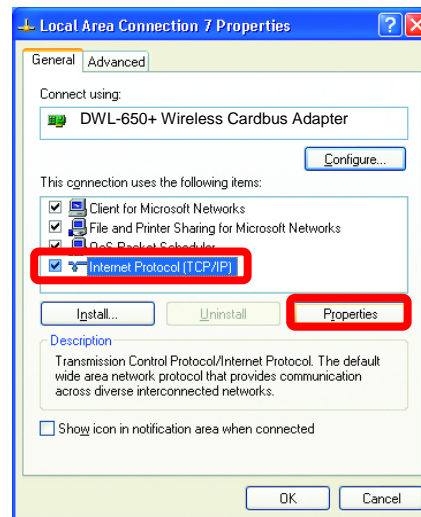 Local Area Connection 7 Properties
General Advanced
Connect using:
DWL-650+ Wireless Cardbus Adapter
Configure...
This connection uses the following items:
Client for Microsoft Networks
File and Printer Sharing for Microsoft Networks
QoS Packet Scheduler
Internet Protocol (TCP/IP)
Install... Uninstall Properties
Description
Transmission Control Protocol/Internet Protocol. The default
wide area network protocol that provides communication
across diverse interconnected networks.
Show icon in notification area when connected
OK Cancel